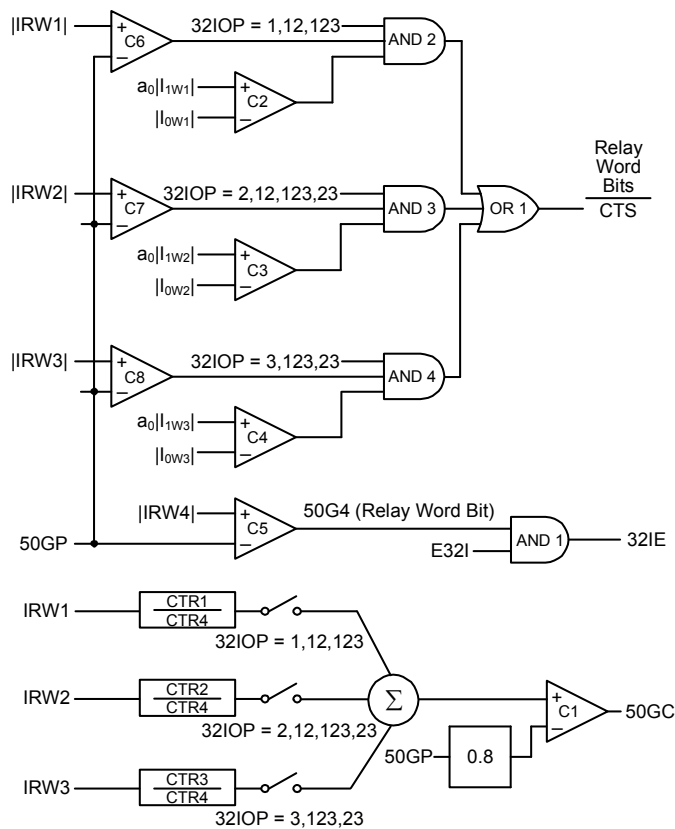 |IRW1|
+
C6
−
32IOP = 1,12,123
AND 2
a0|I1W1|
+
C2
|I0W1|
−
Relay
Word
Bits
CTS
|IRW2|
+
C7
−
32IOP = 2,12,123,23
AND 3
OR 1
a0|I1W2|
+
C3
|I0W2|
−
|IRW3|
+
C8
−
32IOP = 3,123,23
AND 4
a0|I1W3|
+
C4
|I0W3|
−
|IRW4|
+
C5
−
50G4 (Relay Word Bit)
50GP
E32I
AND 1
32IE
IRW1
CTR1
CTR4
32IOP = 1,12,123
IRW2
CTR2
CTR4
32IOP = 2,12,123,23
Σ
+
C1
−
50GC
50GP
0.8
IRW3
CTR3
CTR4
32IOP = 3,123,23